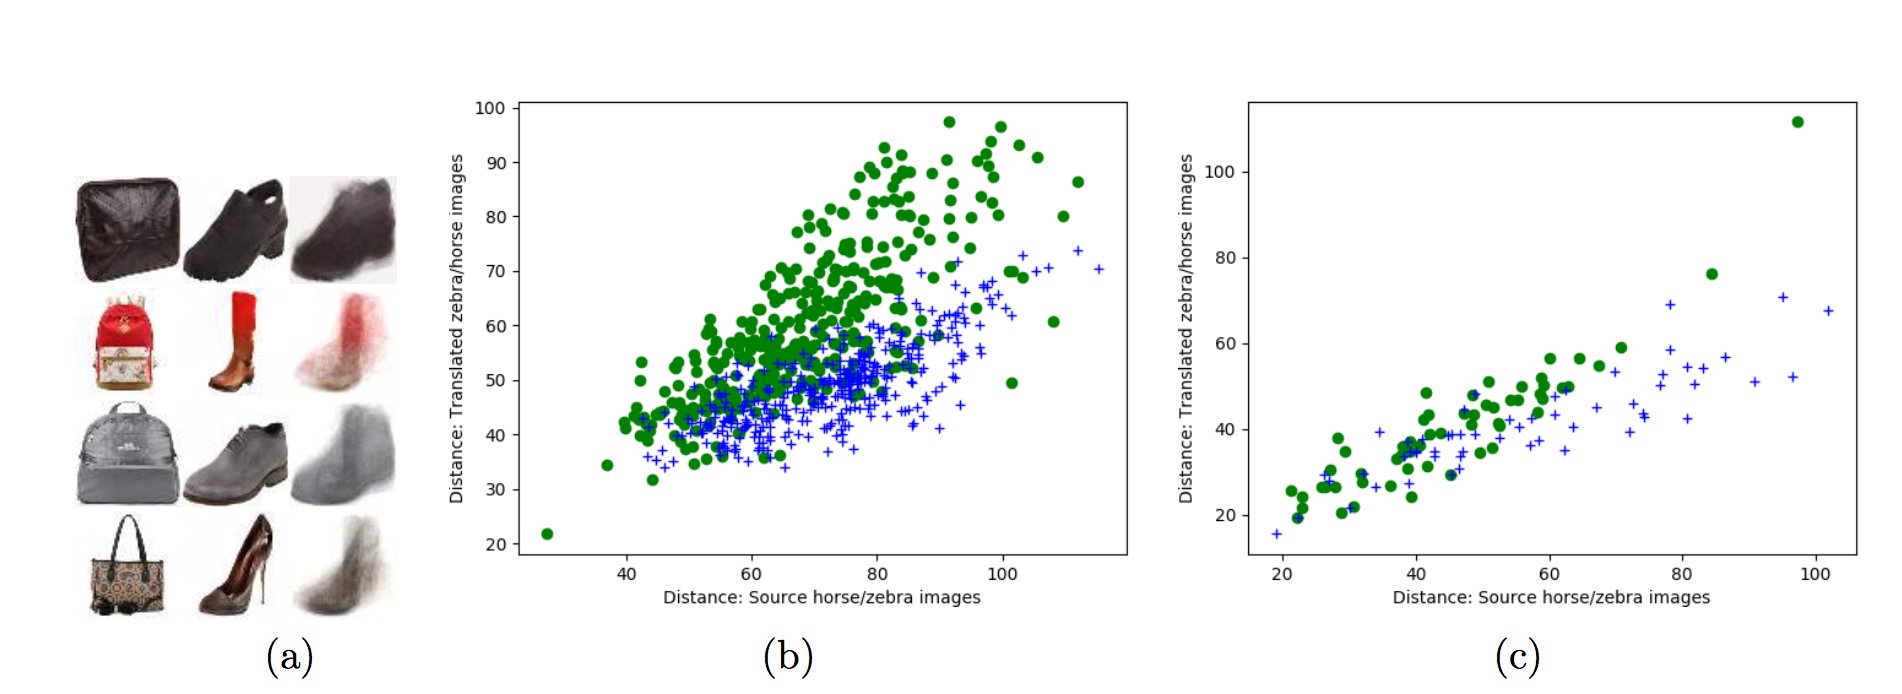 100
90
80
70
60
50
40
30
20
Distance: Translated zebra/horse images
40 60 80 100
Distance: Source horse/zebra images
100
80
60
40
20
Distance: Translated zebra/horse images
20 40 60 80 100
Distance: Source horse/zebra images
(a) (b) (c)